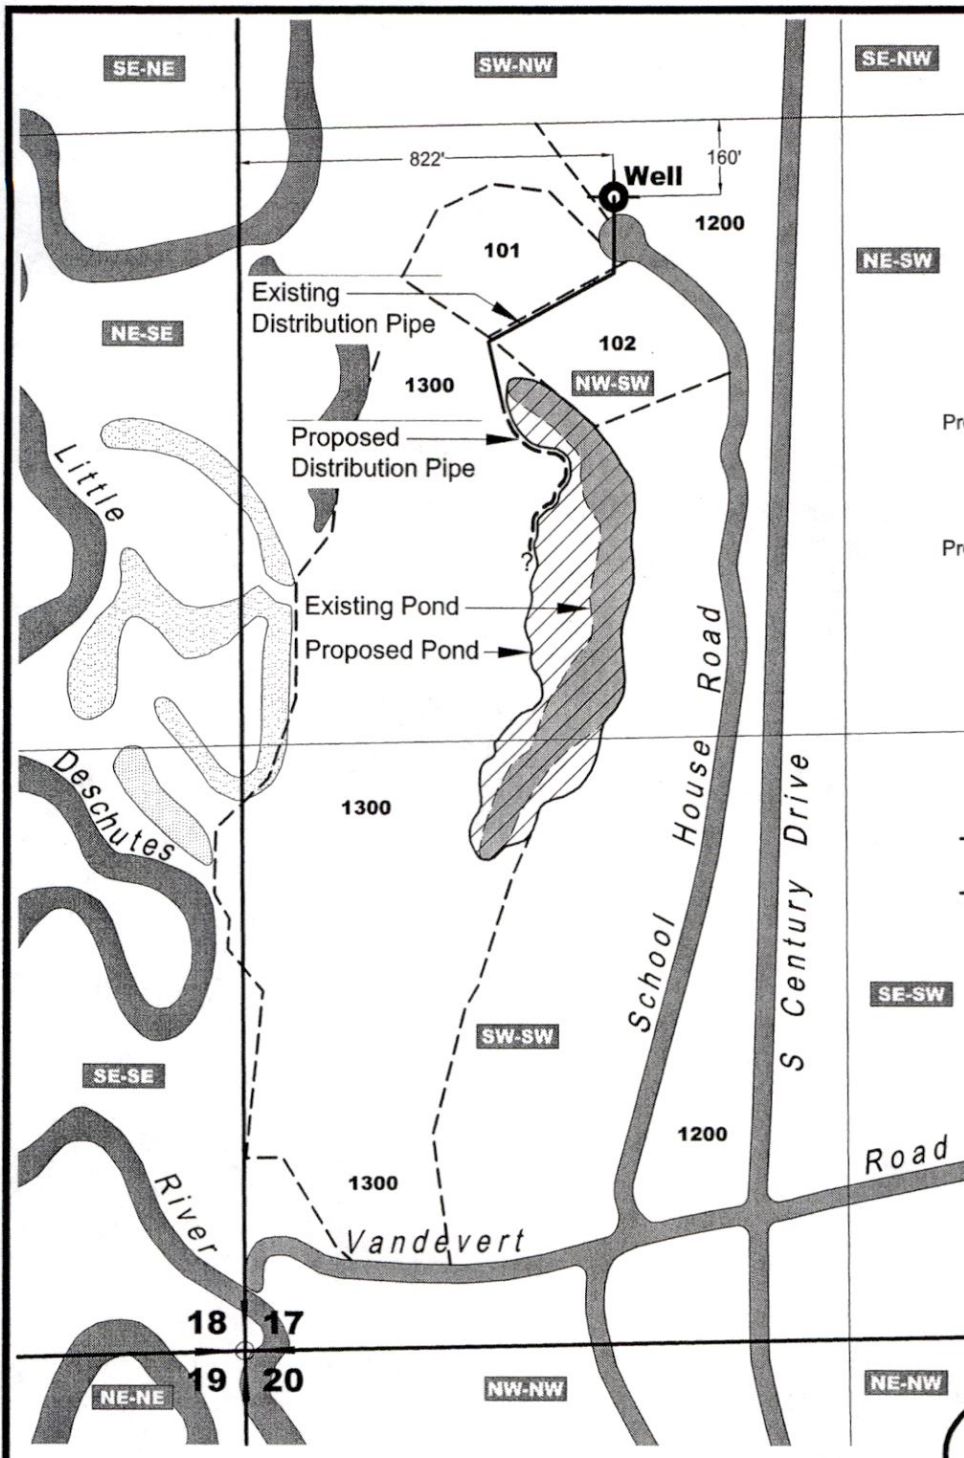 SE-NE
SW-NW
SE-NW
822'
160'
Well
1200
101
NE-SW
Existing
Distribution Pipe
NE-SE
102
1300
NW-SW
Proposed
Distribution Pipe
Pr
Little
Pr
?
Existing Pond
Proposed Pond
School House Road
S Century Drive
Deschutes
1300
SE-SW
SW-SW
SE-SE
1200
Road
1300
River
Vandevert
18 17
19 20
NE-NE
NW-NW
NE-NW